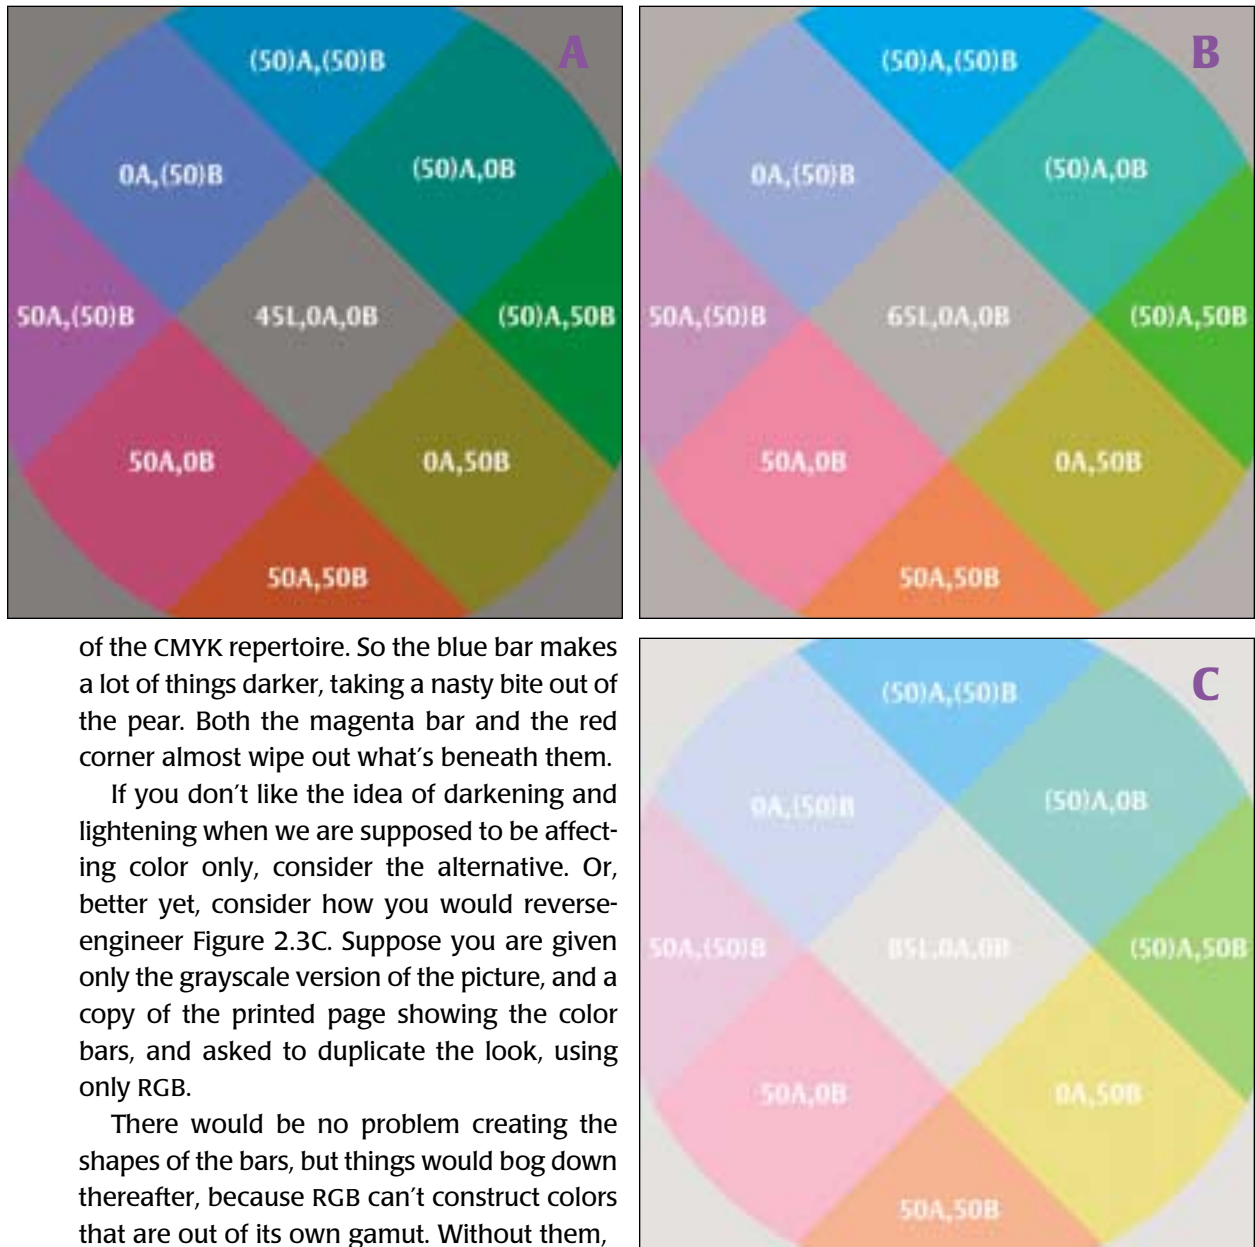 A
(50)A,(50)B
0A,(50)B
(50)A,0B
50A,(50)B
45L,0A,0B
(50)A,50B
50A,0B
0A,50B
50A,50B
B
(50)A,(50)B
0A,(50)B
(50)A,0B
50A,(50)B
65L,0A,0B
(50)A,50B
50A,0B
0A,50B
50A,50B
of the CMYK repertoire. So the blue bar makes
a lot of things darker, taking a nasty bite out of
the pear. Both the magenta bar and the red
corner almost wipe out what’s beneath them.
If you don’t like the idea of darkening and
lightening when we are supposed to be affect-
ing color only, consider the alternative. Or,
better yet, consider how you would reverse-
engineer Figure 2.3C. Suppose you are given
only the grayscale version of the picture, and a
copy of the printed page showing the color
bars, and asked to duplicate the look, using
only RGB.
There would be no problem creating the
shapes of the bars, but things would bog down
thereafter, because RGB can’t construct colors
that are out of its own gamut. Without them,
C
(50)A,(50)B
0A,(50)B
(50)A,0B
50A,(50)B
85L,0A,0B
(50)A,50B
50A,0B
0A,50B
50A,50B